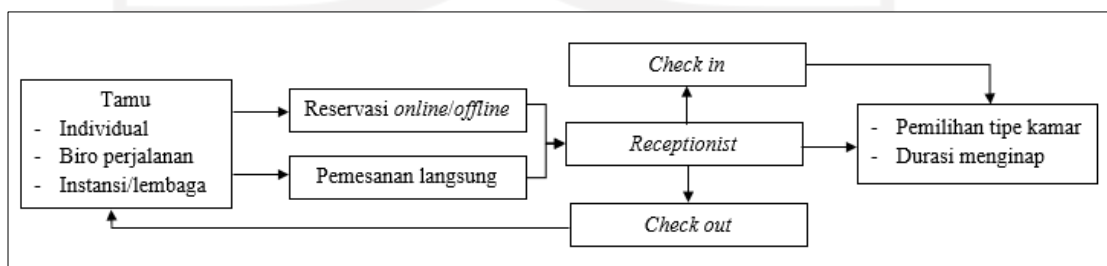 Tamu
- Individual
- Biro perjalanan
- Instansi/lembaga
Reservasi online/offline
Pemesanan langsung
Check in
Receptionist
Check out
- Pemilihan tipe kamar
- Durasi menginap